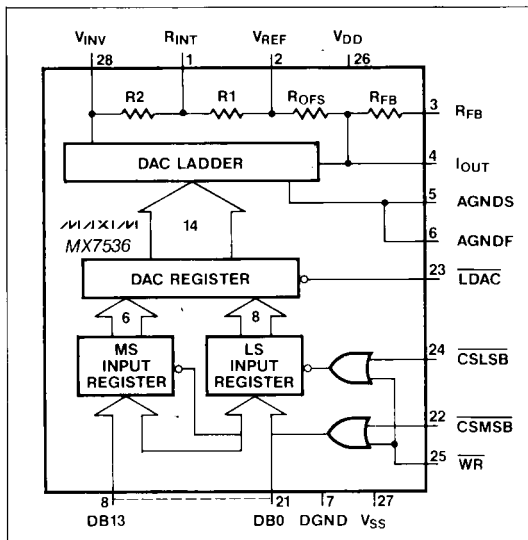 VINV RINT VREF VDD
28 1 2 26
R2 R1 ROFS RFB
3 RFB
DAC LADDER
4 IOUT
5 AGNDS
14
MAXIM
MX7536
6 AGNDF
DAC REGISTER
23 LDAC
6 8
MS INPUT REGISTER
LS INPUT REGISTER
24 CSLSB
22 CSMSB
25 WR
8 21 7 27
DB13 DB0 DGND VSS